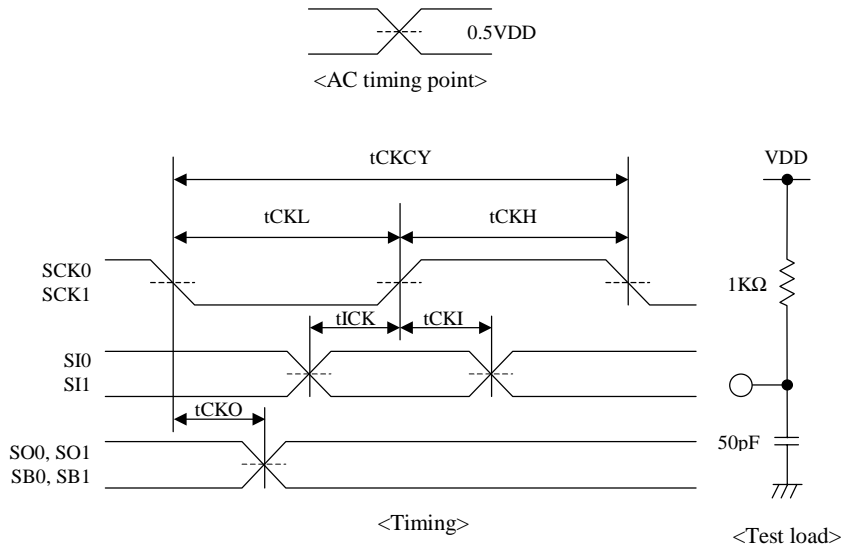 0.5VDD
<AC timing point>
tCKCY
VDD
tCKL
tCKH
SCK0
SCK1
1KΩ
tICK
tCKI
SI0
SI1
tCKO
SO0, SO1
SB0, SB1
50pF
<Timing>
<Test load>